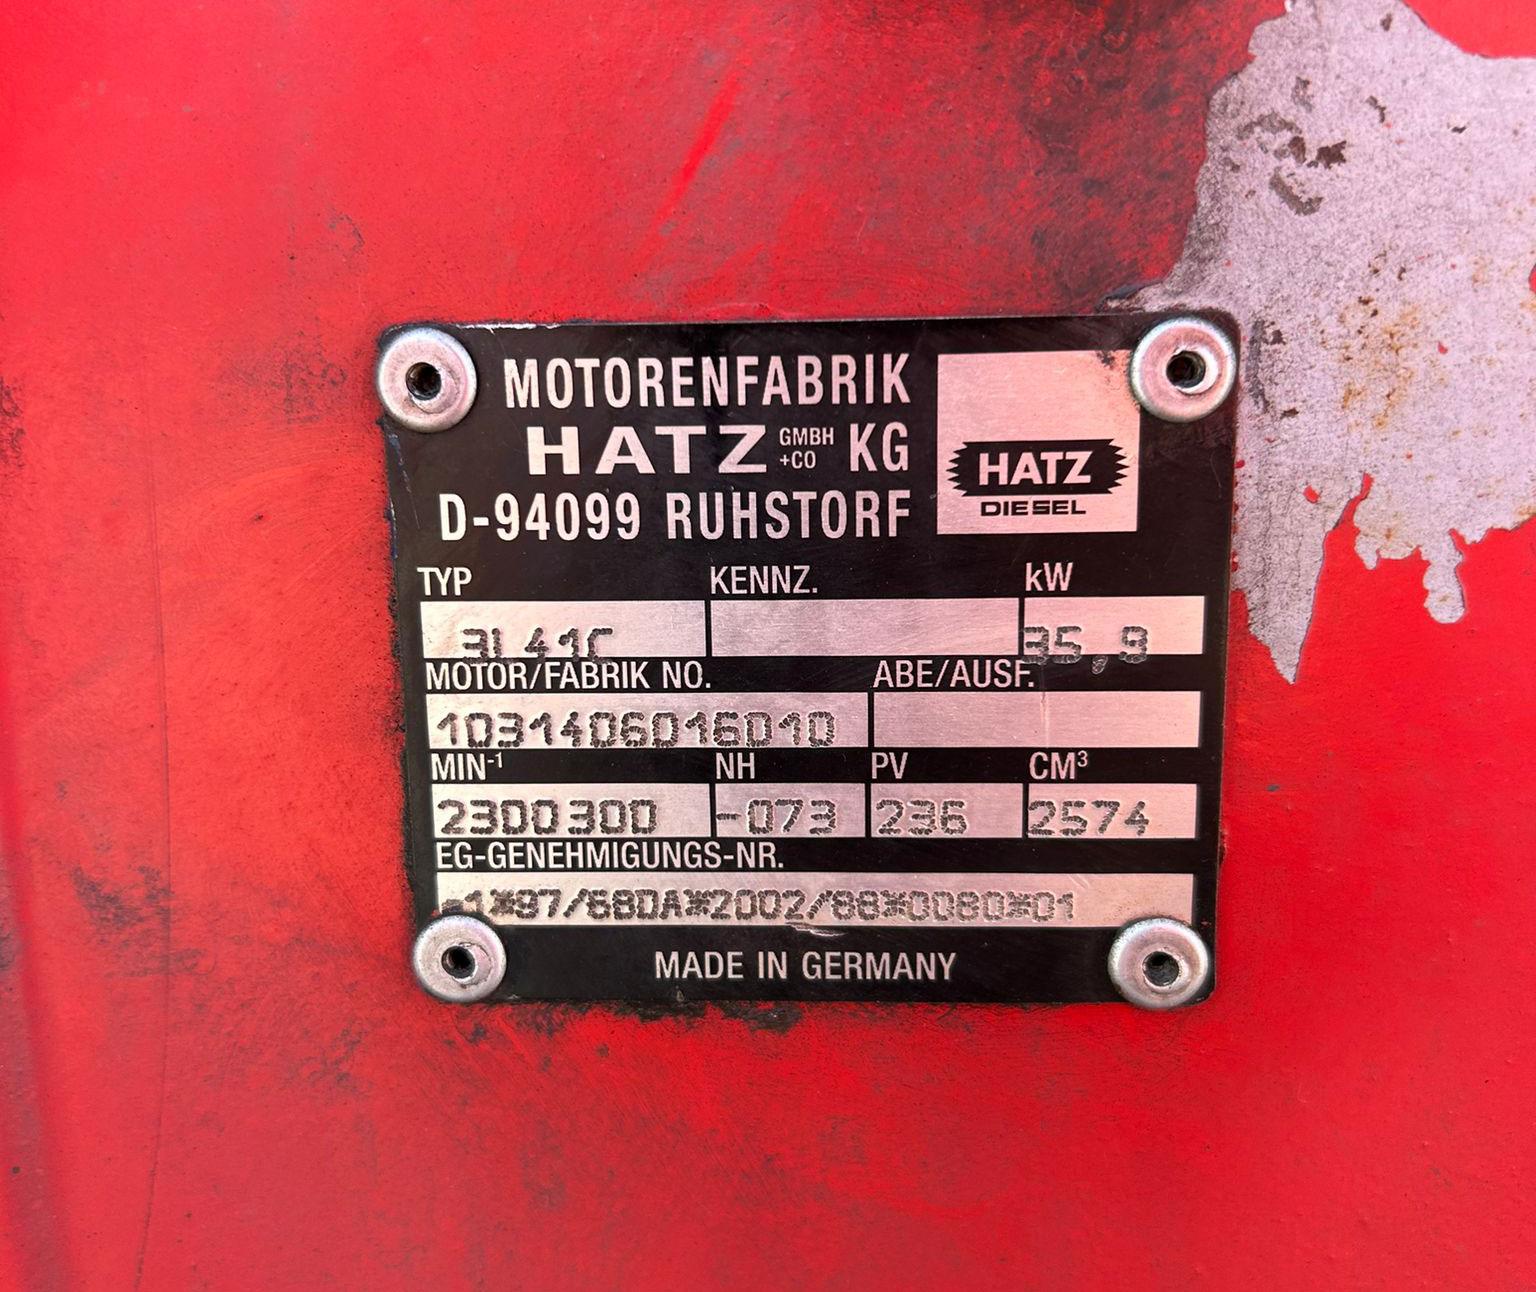 MOTORENFABRIK
HATZ GMBH +CO KG
D-94099 RUHSTORF
HATZ
DIESEL
TYP KENNZ. kW
3L41C 35,9
MOTOR/FABRIK NO. ABE/AUSF.
1031406016010
MIN-1 NH PV CM3
2300300 -073 236 2574
EG-GENEHMIGUNGS-NR.
-1*97/68DA*2002/88*0080*01
MADE IN GERMANY